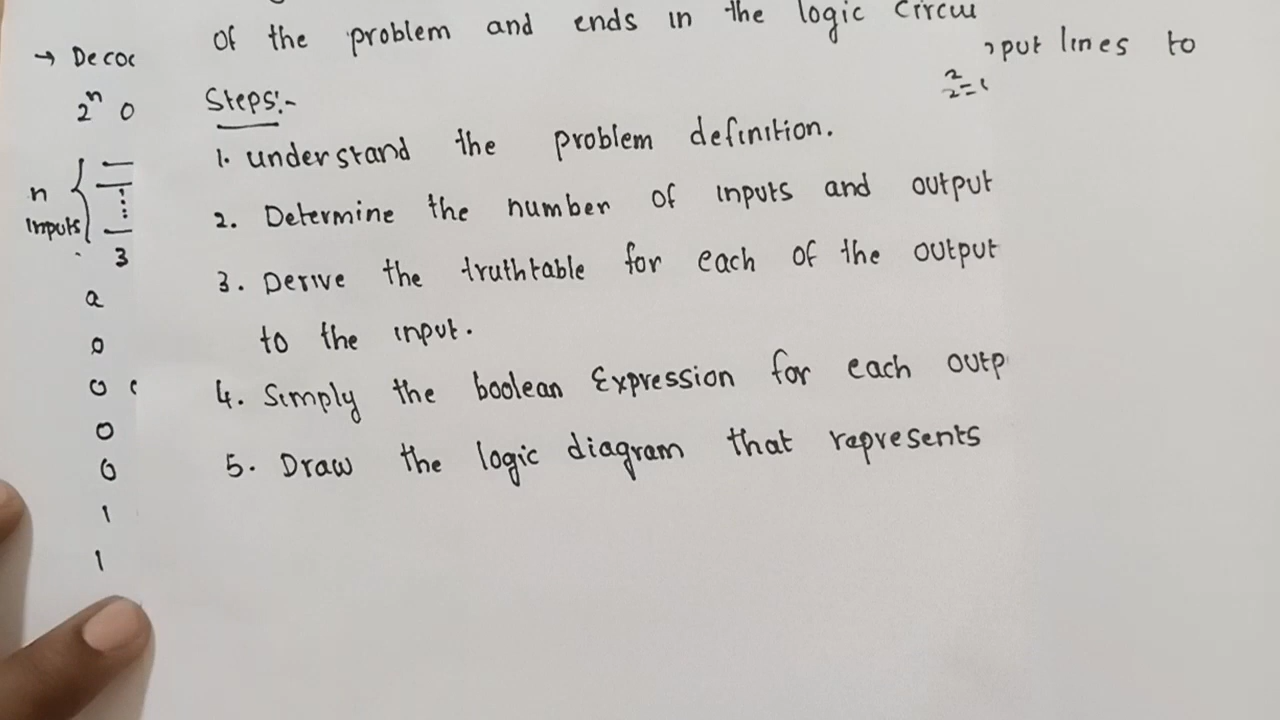 of the problem and ends in the logic
Steps:-
1. understand the problem definition.
2. Determine the number of inputs and output
3. Derive the truthtable for each of the output
to the input.
4. Simply the boolean Expression for each outp
5. Draw the logic diagram that represents
→ Decoc
2ⁿ 0
n
Inputs
3
a
0
0
0
0
1
1
lines to